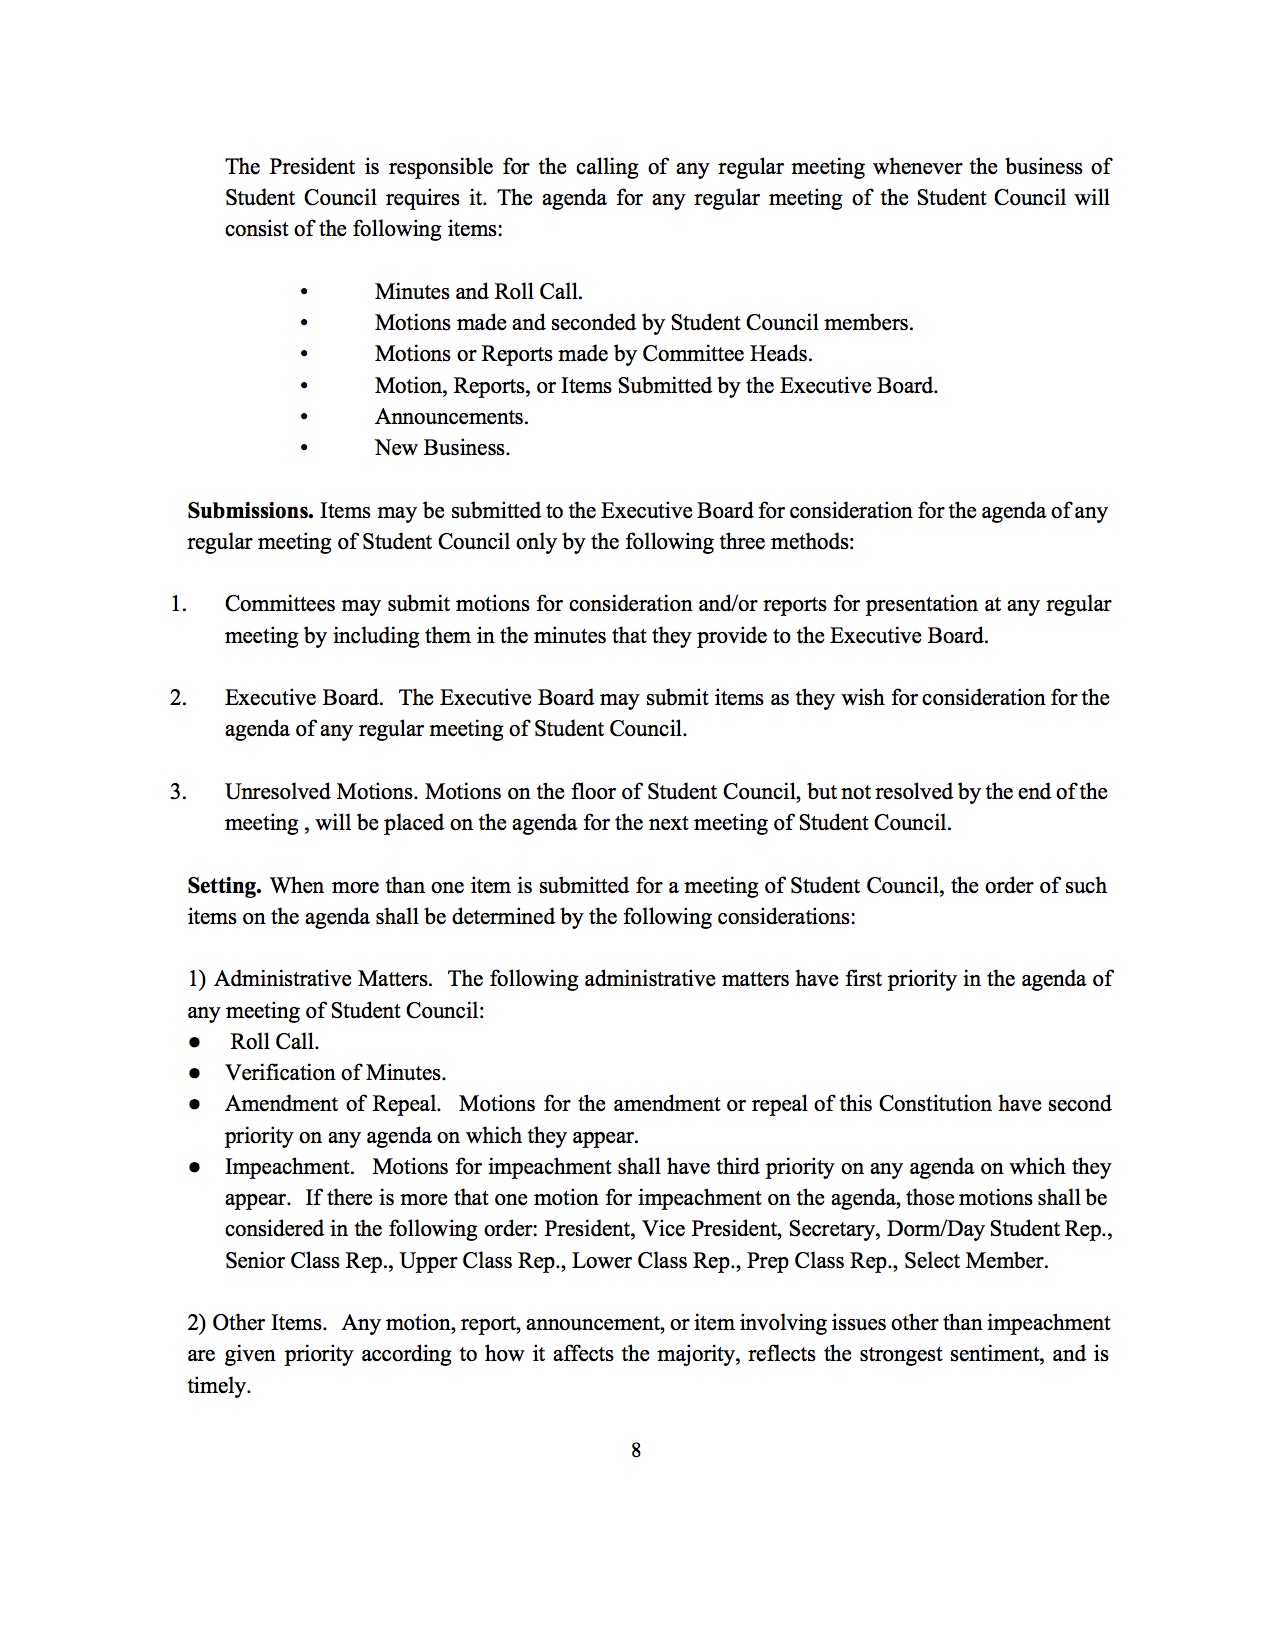 The President is responsible for the calling of any regular meeting whenever the business of
Student Council requires it. The agenda for any regular meeting of the Student Council will
consist of the following items:
• Minutes and Roll Call.
• Motions made and seconded by Student Council members.
• Motions or Reports made by Committee Heads.
• Motion, Reports, or Items Submitted by the Executive Board.
• Announcements.
• New Business.
Submissions. Items may be submitted to the Executive Board for consideration for the agenda of any
regular meeting of Student Council only by the following three methods:
1. Committees may submit motions for consideration and/or reports for presentation at any regular
meeting by including them in the minutes that they provide to the Executive Board.
2. Executive Board. The Executive Board may submit items as they wish for consideration for the
agenda of any regular meeting of Student Council.
3. Unresolved Motions. Motions on the floor of Student Council, but not resolved by the end of the
meeting , will be placed on the agenda for the next meeting of Student Council.
Setting. When more than one item is submitted for a meeting of Student Council, the order of such
items on the agenda shall be determined by the following considerations:
1) Administrative Matters. The following administrative matters have first priority in the agenda of
any meeting of Student Council:
● Roll Call.
● Verification of Minutes.
● Amendment of Repeal. Motions for the amendment or repeal of this Constitution have second
priority on any agenda on which they appear.
● Impeachment. Motions for impeachment shall have third priority on any agenda on which they
appear. If there is more that one motion for impeachment on the agenda, those motions shall be
considered in the following order: President, Vice President, Secretary, Dorm/Day Student Rep.,
Senior Class Rep., Upper Class Rep., Lower Class Rep., Prep Class Rep., Select Member.
2) Other Items. Any motion, report, announcement, or item involving issues other than impeachment
are given priority according to how it affects the majority, reflects the strongest sentiment, and is
timely.
8